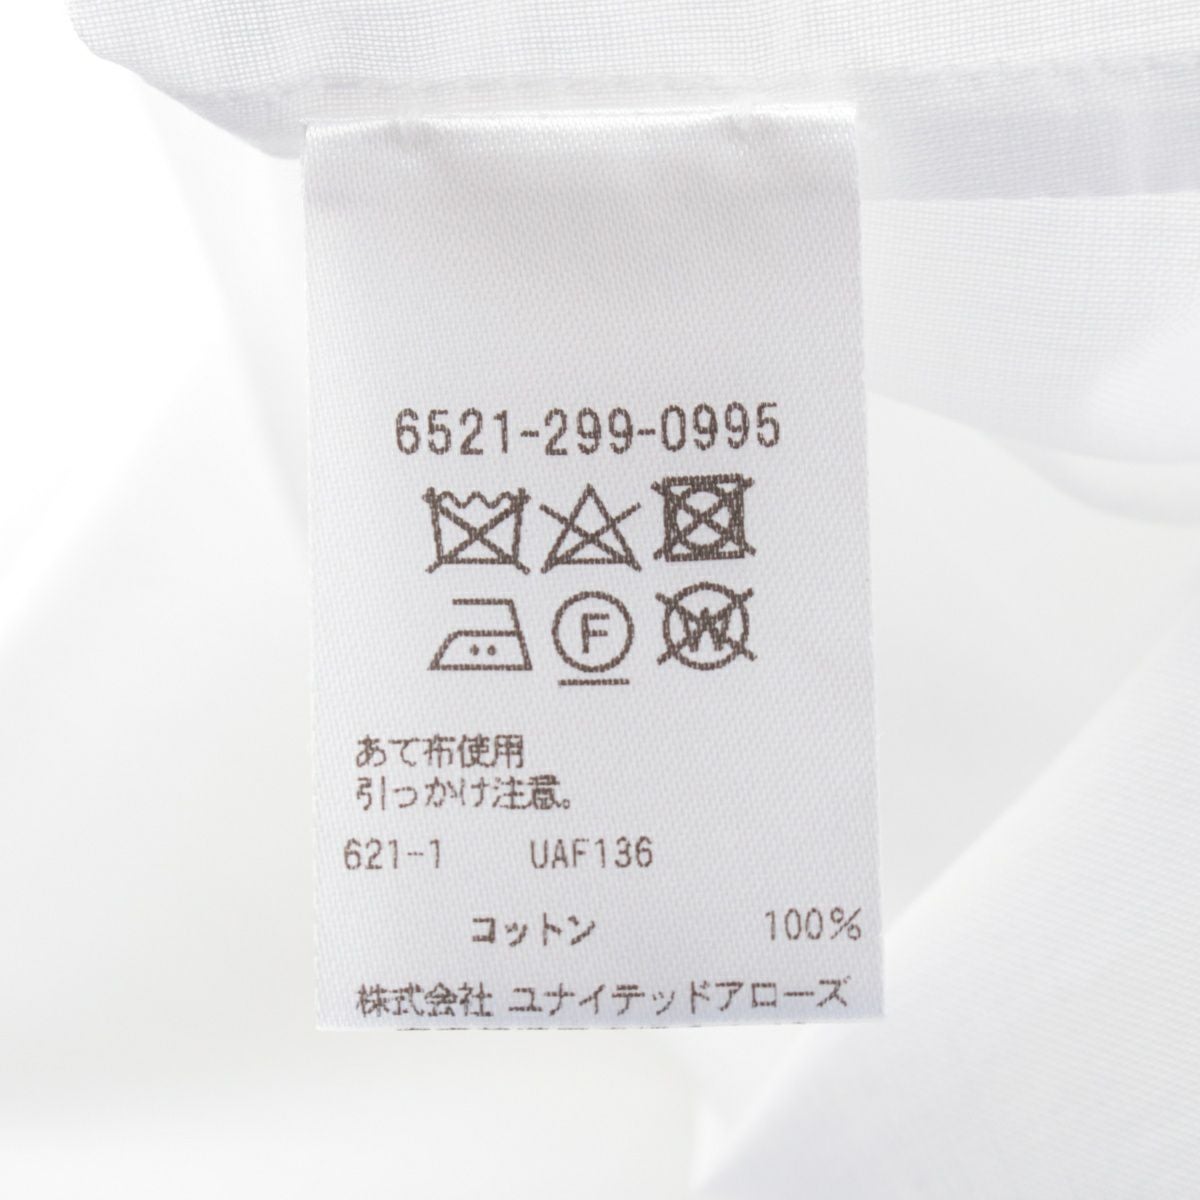 6521-299-0995
F W
あて布使用
引っかけ注意。
621-1 UAF136
コットン 100%
株式会社 ユナイテッドアローズ